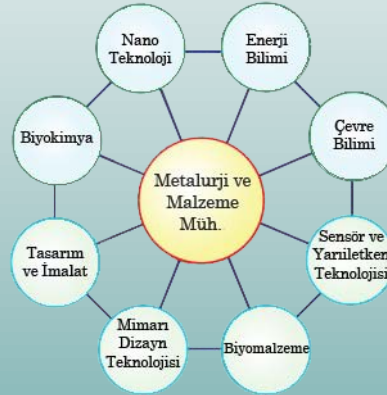 Nano
Teknoloji
Enerji
Bilimi
Çevre
Bilimi
Sensör ve
Yarıiletken
Teknolojisi
Biyomalzeme
Mimarı
Dizayn
Teknolojisi
Tasarım
ve İmalat
Biyokimya
Metalurji ve
Malzeme
Müh.